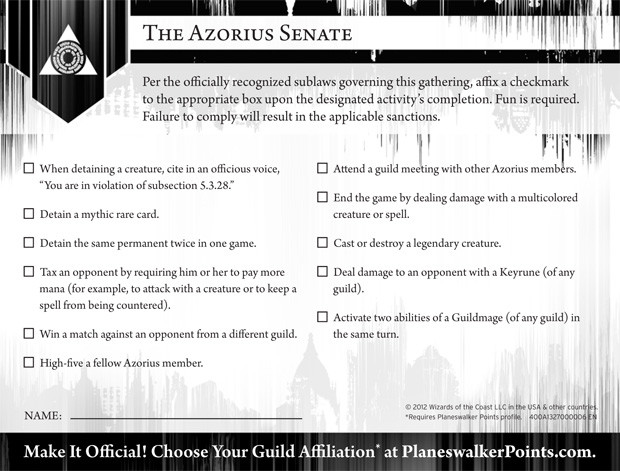 The Azorius Senate
Per the officially recognized sublaws governing this gathering, affix a checkmark
to the appropriate box upon the designated activity's completion. Fun is required.
Failure to comply will result in the applicable sanctions.
When detaining a creature, cite in an officious voice,
“You are in violation of subsection 5.3.28.”
Detain a mythic rare card.
Detain the same permanent twice in one game.
Tax an opponent by requiring him or her to pay more
mana (for example, to attack with a creature or to keep a
spell from being countered).
Win a match against an opponent from a different guild.
High-five a fellow Azorius member.
Attend a guild meeting with other Azorius members.
End the game by dealing damage with a multicolored
creature or spell.
Cast or destroy a legendary creature.
Deal damage to an opponent with a Keyrune (of any
guild).
Activate two abilities of a Guildmage (of any guild) in
the same turn.
NAME:
© 2012 Wizards of the Coast LLC in the USA & other countries.
*Requires Planeswalker Points profile. 400A1327000006 EN
Make It Official! Choose Your Guild Affiliation* at PlaneswalkerPoints.com.